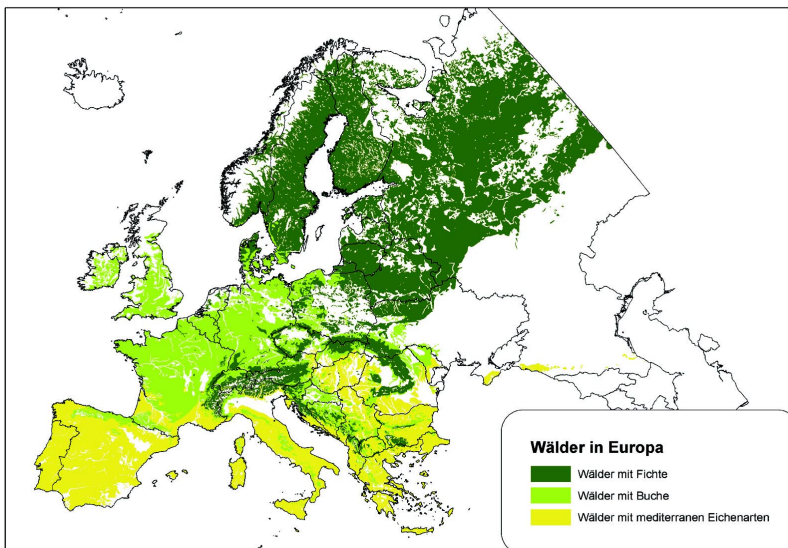 Wälder in Europa
Wälder mit Fichte
Wälder mit Buche
Wälder mit mediterranen Eichenarten